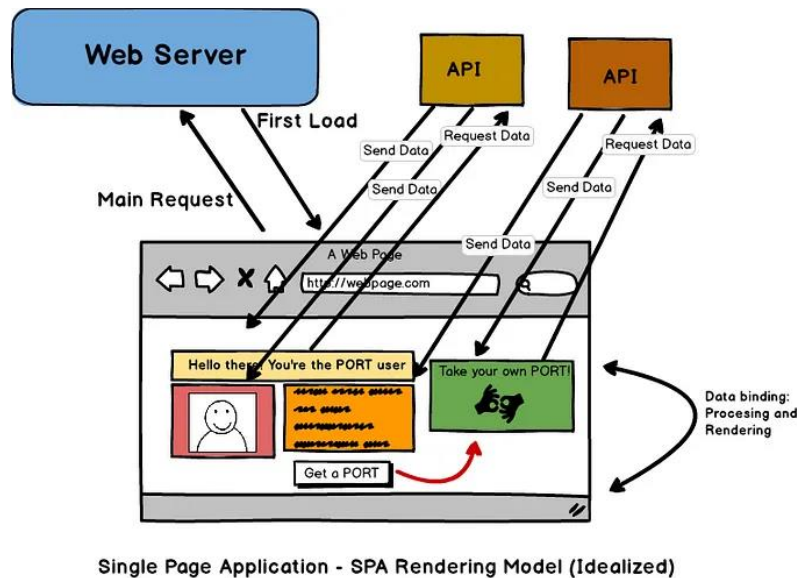 Web Server
API
API
First Load
Send Data
Request Data
Request Data
Send Data
Send Data
Main Request
Send Data
A Web Page
http://webpage.com
Hello there! You're the PORT user
Take your own PORT!
Data binding:
Procesing and
Rendering
Get a PORT
Single Page Application - SPA Rendering Model (Idealized)